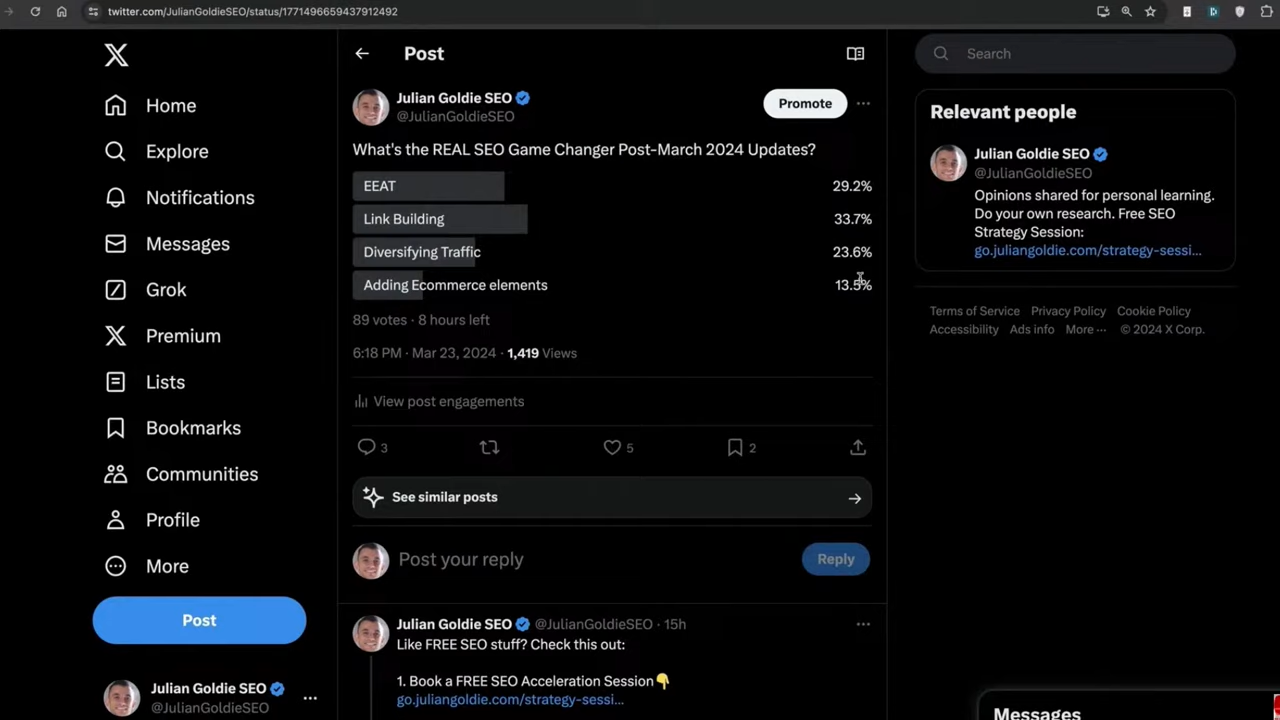 twitter.com/JulianGoldieSEO/status/1771496659437912492
Home
Explore
Notifications
Messages
Grok
Premium
Lists
Bookmarks
Communities
Profile
More
Post
Julian Goldie SEO
@JulianGoldieSEO
Post
Julian Goldie SEO
@JulianGoldieSEO
Promote
What's the REAL SEO Game Changer Post-March 2024 Updates?
EEAT 29.2%
Link Building 33.7%
Diversifying Traffic 23.6%
Adding Ecommerce elements 13.5%
89 votes · 8 hours left
6:18 PM · Mar 23, 2024 · 1,419 Views
View post engagements
3 5 2
See similar posts
Post your reply
Reply
Julian Goldie SEO @JulianGoldieSEO · 15h
Like FREE SEO stuff? Check this out:
1. Book a FREE SEO Acceleration Session👇
go.juliangoldie.com/strategy-sessi...
Search
Relevant people
Julian Goldie SEO
@JulianGoldieSEO
Opinions shared for personal learning.
Do your own research. Free SEO
Strategy Session:
go.juliangoldie.com/strategy-sessi...
Terms of Service Privacy Policy Cookie Policy
Accessibility Ads info More ··· © 2024 X Corp.
Messages